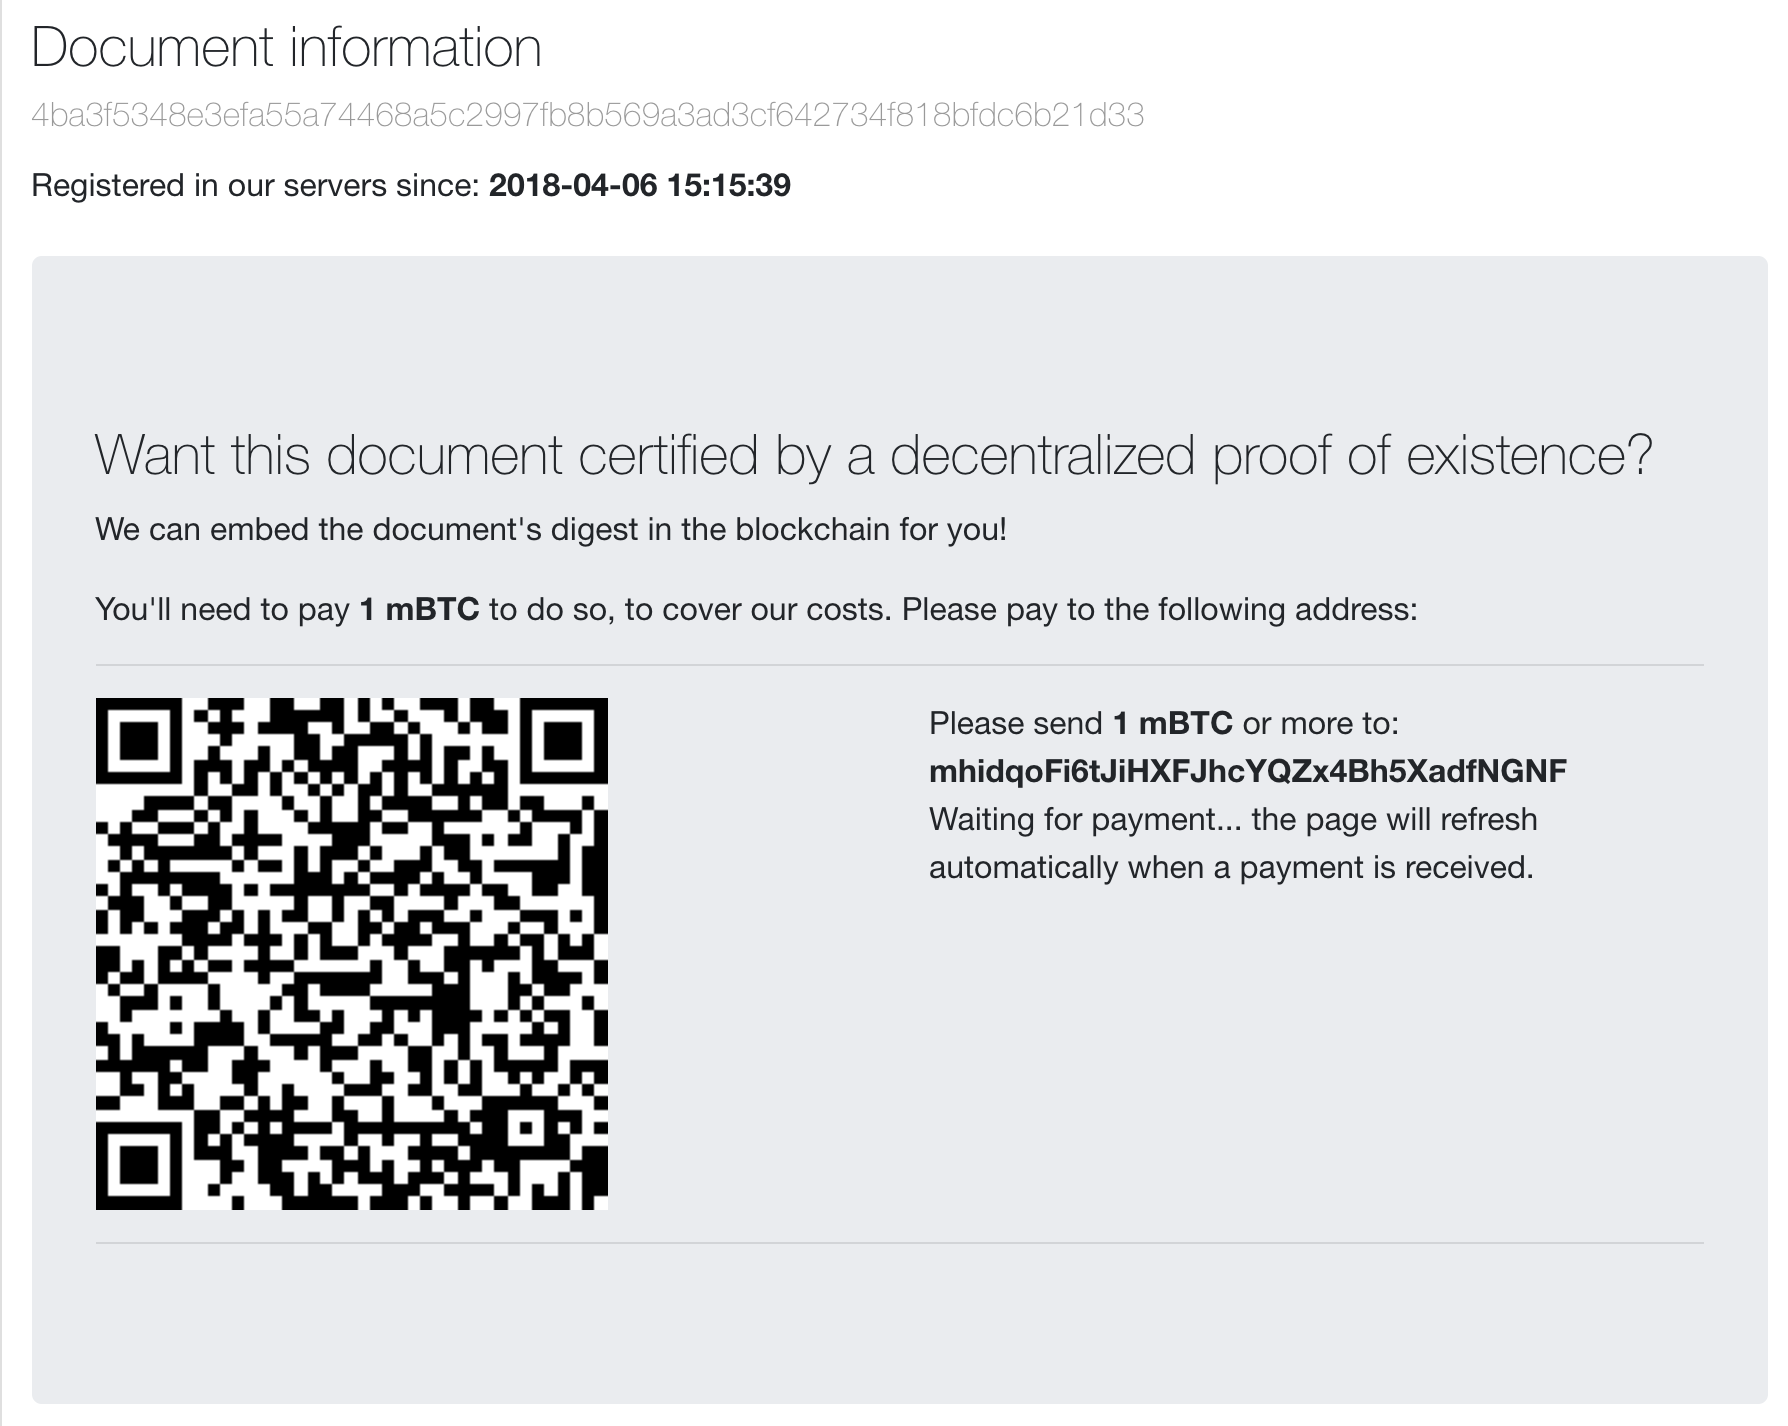 Document information
4ba3f5348e3efa55a74468a5c2997fb8b569a3ad3cf642734f818bfdc6b21d33
Registered in our servers since: 2018-04-06 15:15:39
Want this document certified by a decentralized proof of existence?
We can embed the document's digest in the blockchain for you!
You'll need to pay 1 mBTC to do so, to cover our costs. Please pay to the following address:
Please send 1 mBTC or more to:
mhidqoFi6tJiHXFJhcYQZx4Bh5XadfNGNF
Waiting for payment... the page will refresh
automatically when a payment is received.